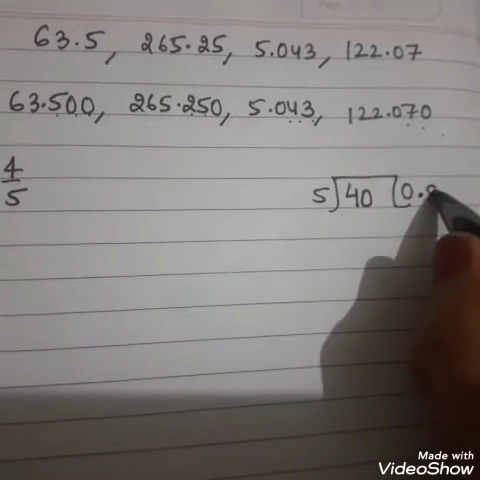 63.5, 265.25, 5.043, 122.07
63.500, 265.250, 5.043, 122.070
4/5
5)40(0.
Made with
VideoShow